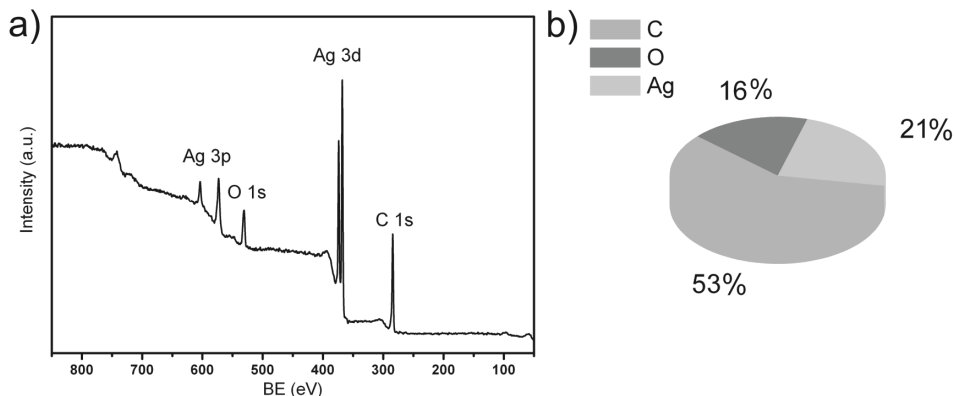 a)
Intensity (a.u.)
Ag 3p
O 1s
Ag 3d
C 1s
800 700 600 500 400 300 200 100
BE (eV)
b)
C
O
Ag
16%
21%
53%